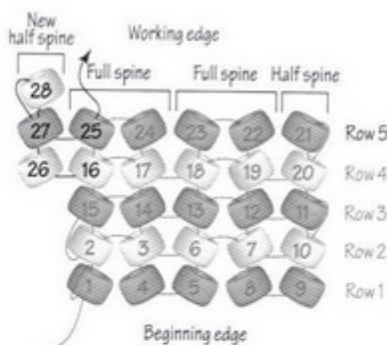 New
half spine
Working edge
Full spine
Full spine
Half spine
28
27 25 24 23 22 21 Row 5
26 16 17 18 19 20 Row 4
15 14 13 12 11 Row 3
2 3 6 7 10 Row 2
1 4 5 8 9 Row 1
Beginning edge